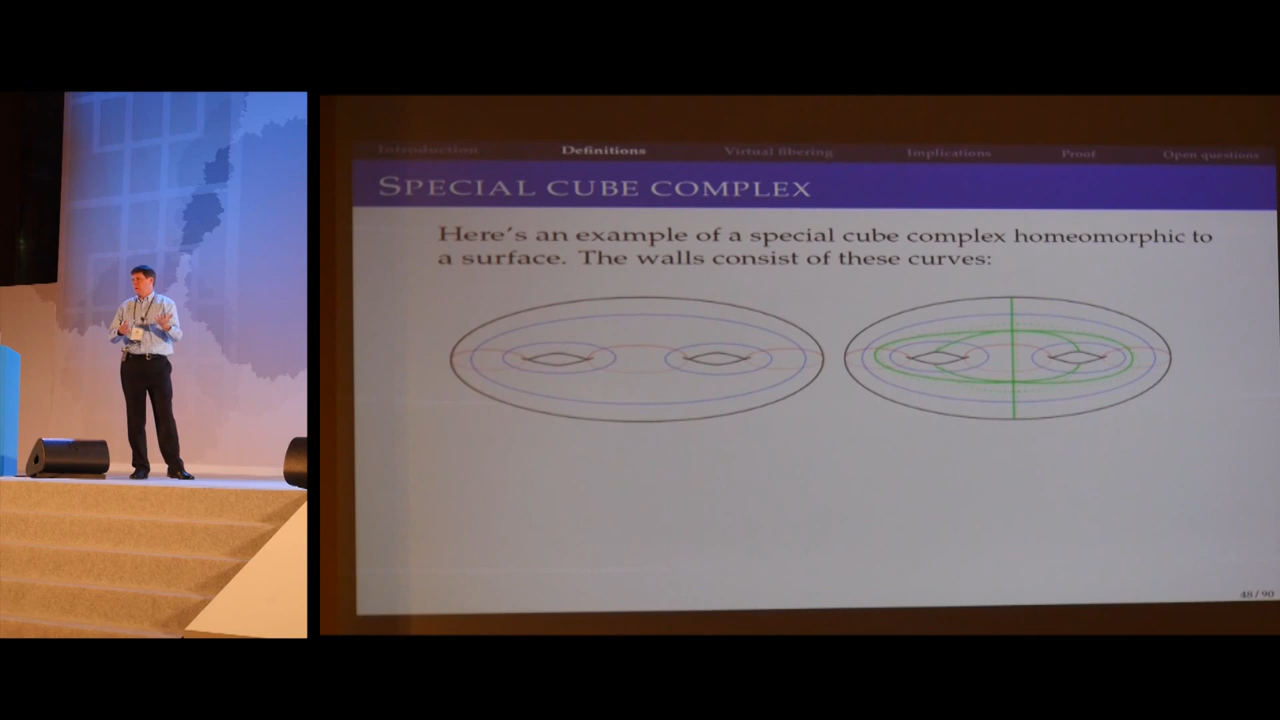 Introduction Definitions Virtual fibering Implications Proof Open questions
SPECIAL CUBE COMPLEX
Here's an example of a special cube complex homeomorphic to
a surface. The walls consist of these curves:
48 / 90